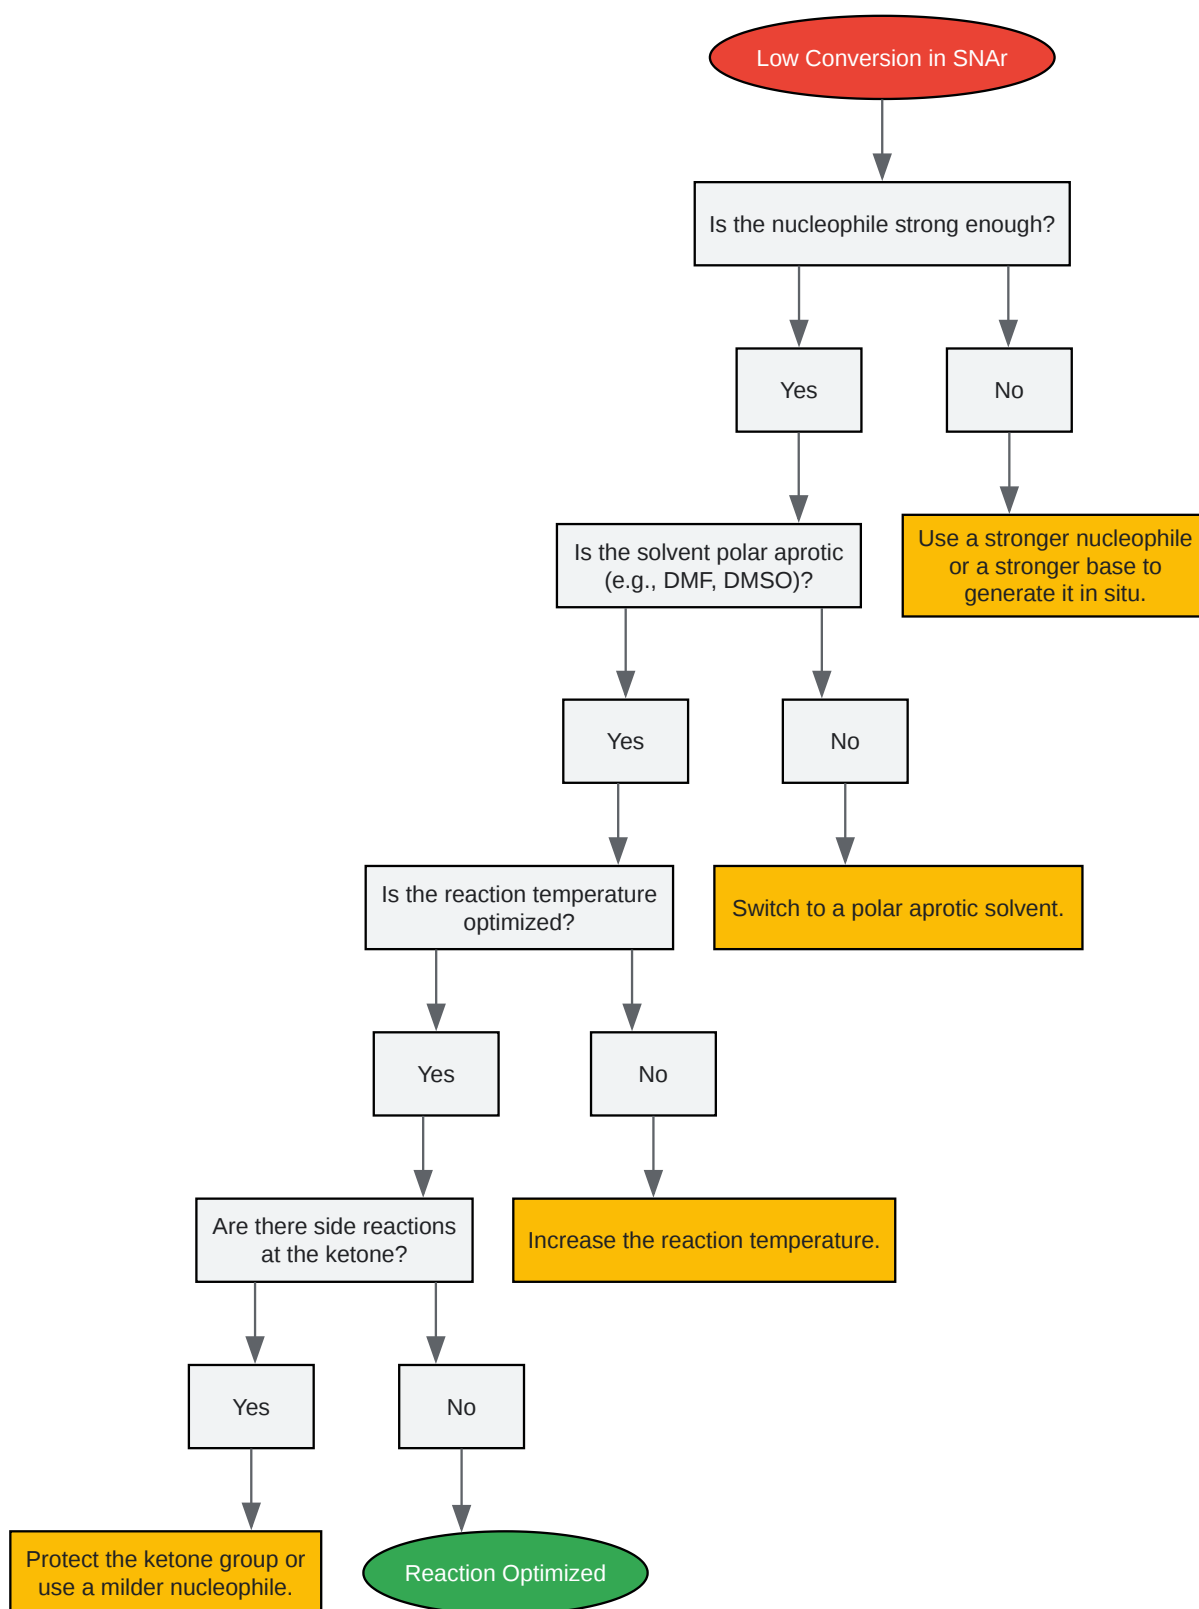 Low Conversion in SNAr
Is the nucleophile strong enough?
Yes
No
Is the solvent polar aprotic
(e.g., DMF, DMSO)?
Use a stronger nucleophile
or a stronger base to
generate it in situ.
Yes
No
Is the reaction temperature
optimized?
Switch to a polar aprotic solvent.
Yes
No
Are there side reactions
at the ketone?
Increase the reaction temperature.
Yes
No
Protect the ketone group or
use a milder nucleophile.
Reaction Optimized